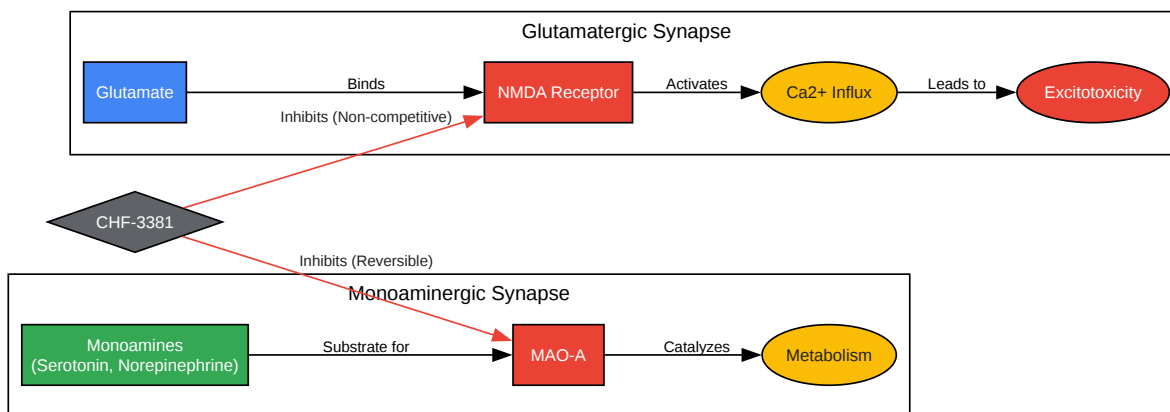 Glutamatergic Synapse
Glutamate
Binds
NMDA Receptor
Activates
Ca2+ Influx
Leads to
Excitotoxicity
Inhibits (Non-competitive)
CHF-3381
Inhibits (Reversible)
Monoaminergic Synapse
Monoamines
(Serotonin, Norepinephrine)
Substrate for
MAO-A
Catalyzes
Metabolism